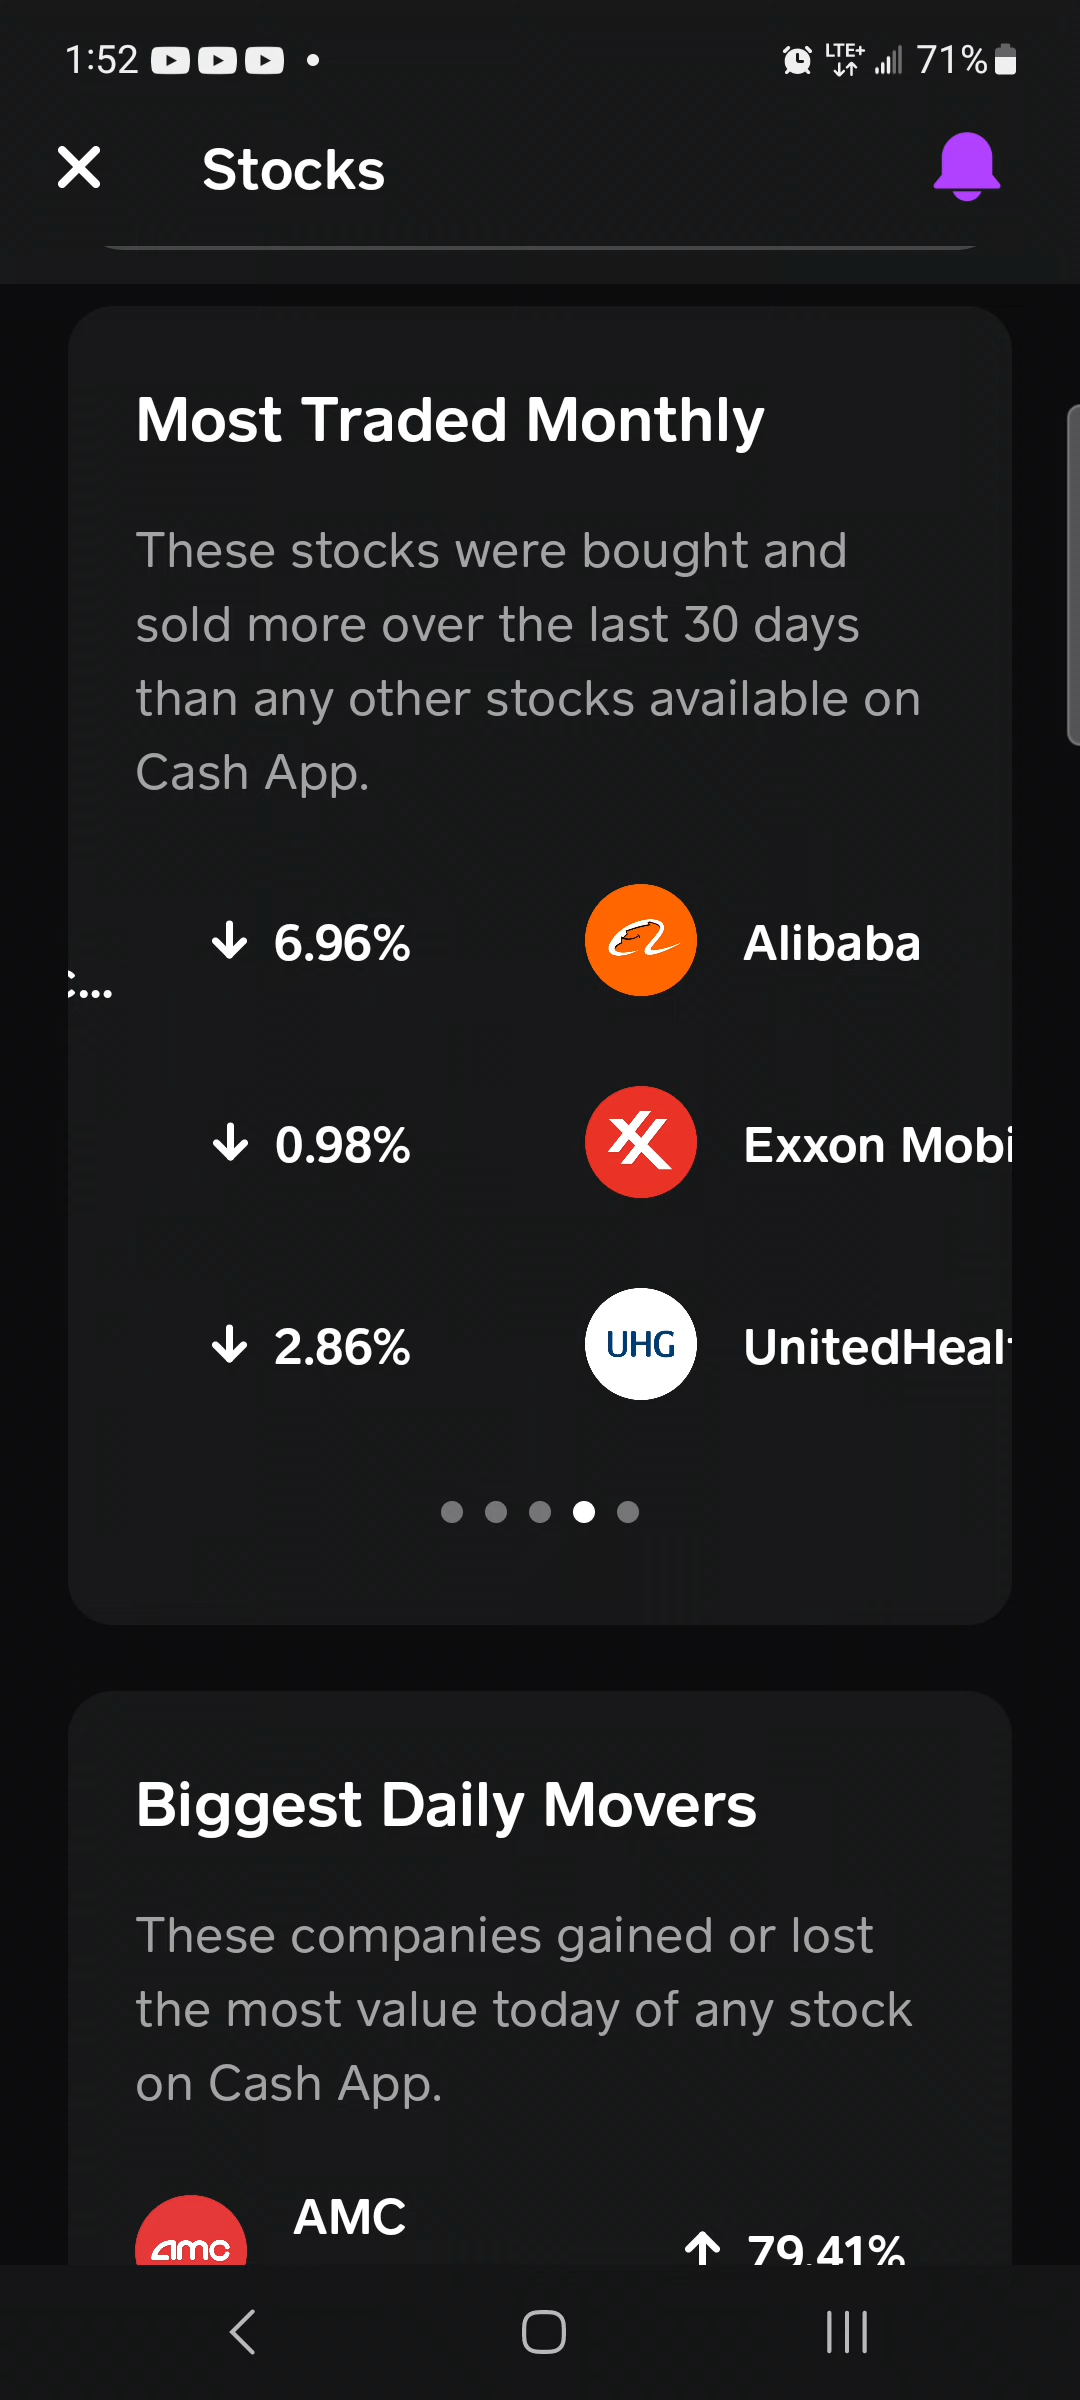 1:52 LTE+ 71%
Stocks
Most Traded Monthly
These stocks were bought and
sold more over the last 30 days
than any other stocks available on
Cash App.
6.96% Alibaba
...
0.98% Exxon Mobi
UHG
2.86% UnitedHeal
Biggest Daily Movers
These companies gained or lost
the most value today of any stock
on Cash App.
AMC
amc 79.41%